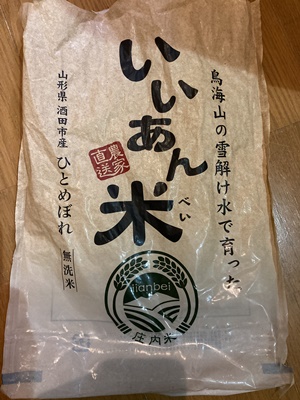 鳥海山の雪解け水で育った
いいあん米
べい
農家
直送
山形県 酒田市産 ひとめぼれ 無洗米
iianbei
庄内米